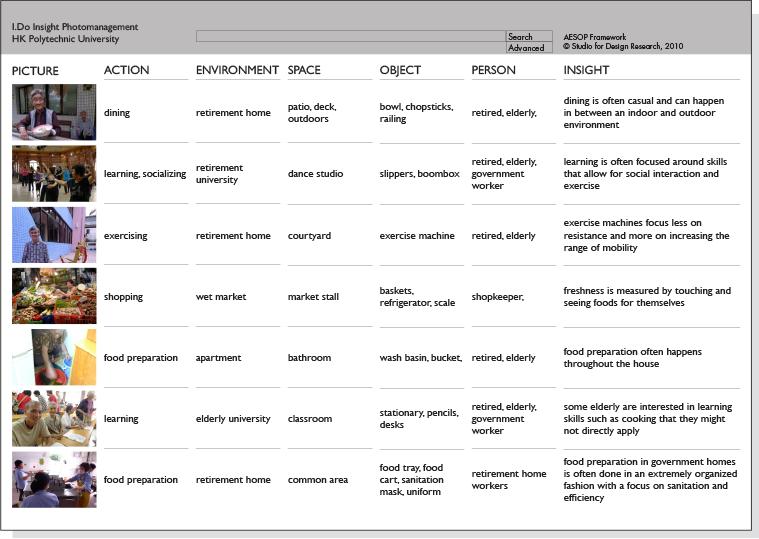 I.Do Insight Photomanagement
HK Polytechnic University
Search
Advanced
AESOP Framework
© Studio for Design Research, 2010
PICTURE ACTION ENVIRONMENT SPACE OBJECT PERSON INSIGHT
dining
retirement home
patio, deck,
outdoors
bowl, chopsticks,
railing
retired, elderly,
dining is often casual and can happen
in between an indoor and outdoor
environment
learning, socializing
retirement
university
dance studio
slippers, boombox
retired, elderly,
government
worker
learning is often focused around skills
that allow for social interaction and
exercise
exercising
retirement home
courtyard
exercise machine
retired, elderly
exercise machines focus less on
resistance and more on increasing the
range of mobility
shopping
wet market
market stall
baskets,
refrigerator, scale
shopkeeper,
freshness is measured by touching and
seeing foods for themselves
food preparation
apartment
bathroom
wash basin, bucket,
retired, elderly
food preparation often happens
throughout the house
learning
elderly university
classroom
stationary, pencils,
desks
retired, elderly,
government
worker
some elderly are interested in learning
skills such as cooking that they might
not directly apply
food preparation
retirement home
common area
food tray, food
cart, sanitation
mask, uniform
retirement home
workers
food preparation in government homes
is often done in an extremely organized
fashion with a focus on sanitation and
efficiency